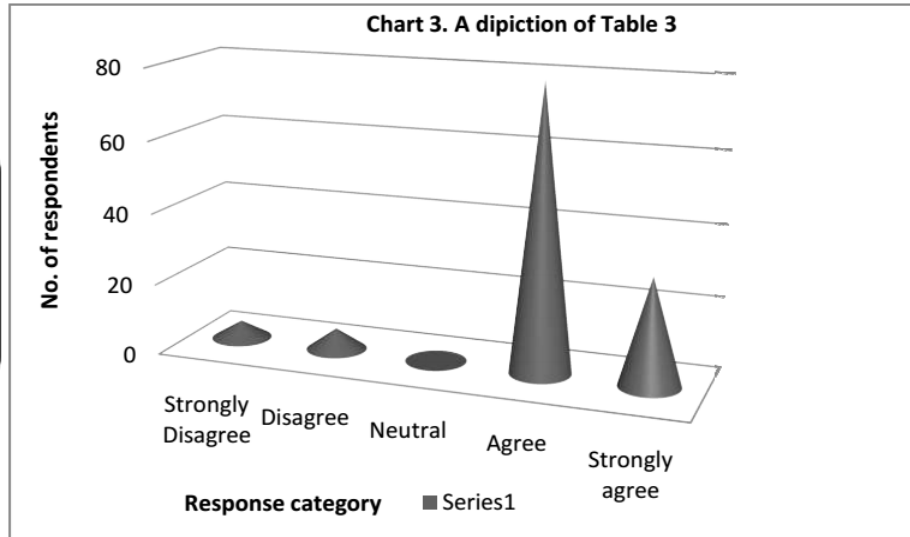 Chart 3. A dipiction of Table 3
80
60
40
20
0
No. of respondents
Strongly
Disagree
Disagree
Neutral
Agree
Strongly
agree
Response category
Series1